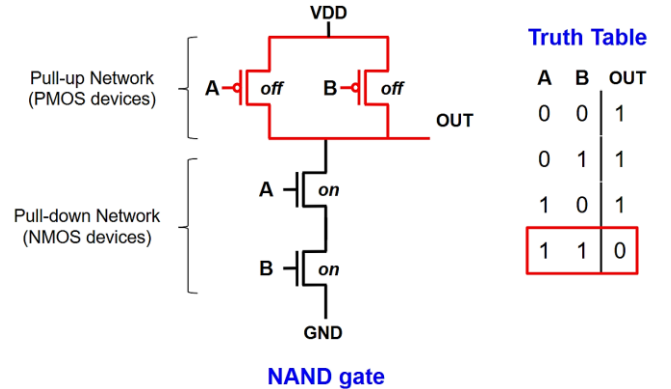 VDD
Truth Table
Pull-up Network
(PMOS devices)
A
off
B
off
OUT
A B OUT
0 0 1
0 1 1
1 0 1
1 1 0
Pull-down Network
(NMOS devices)
A
on
B
on
GND
NAND gate